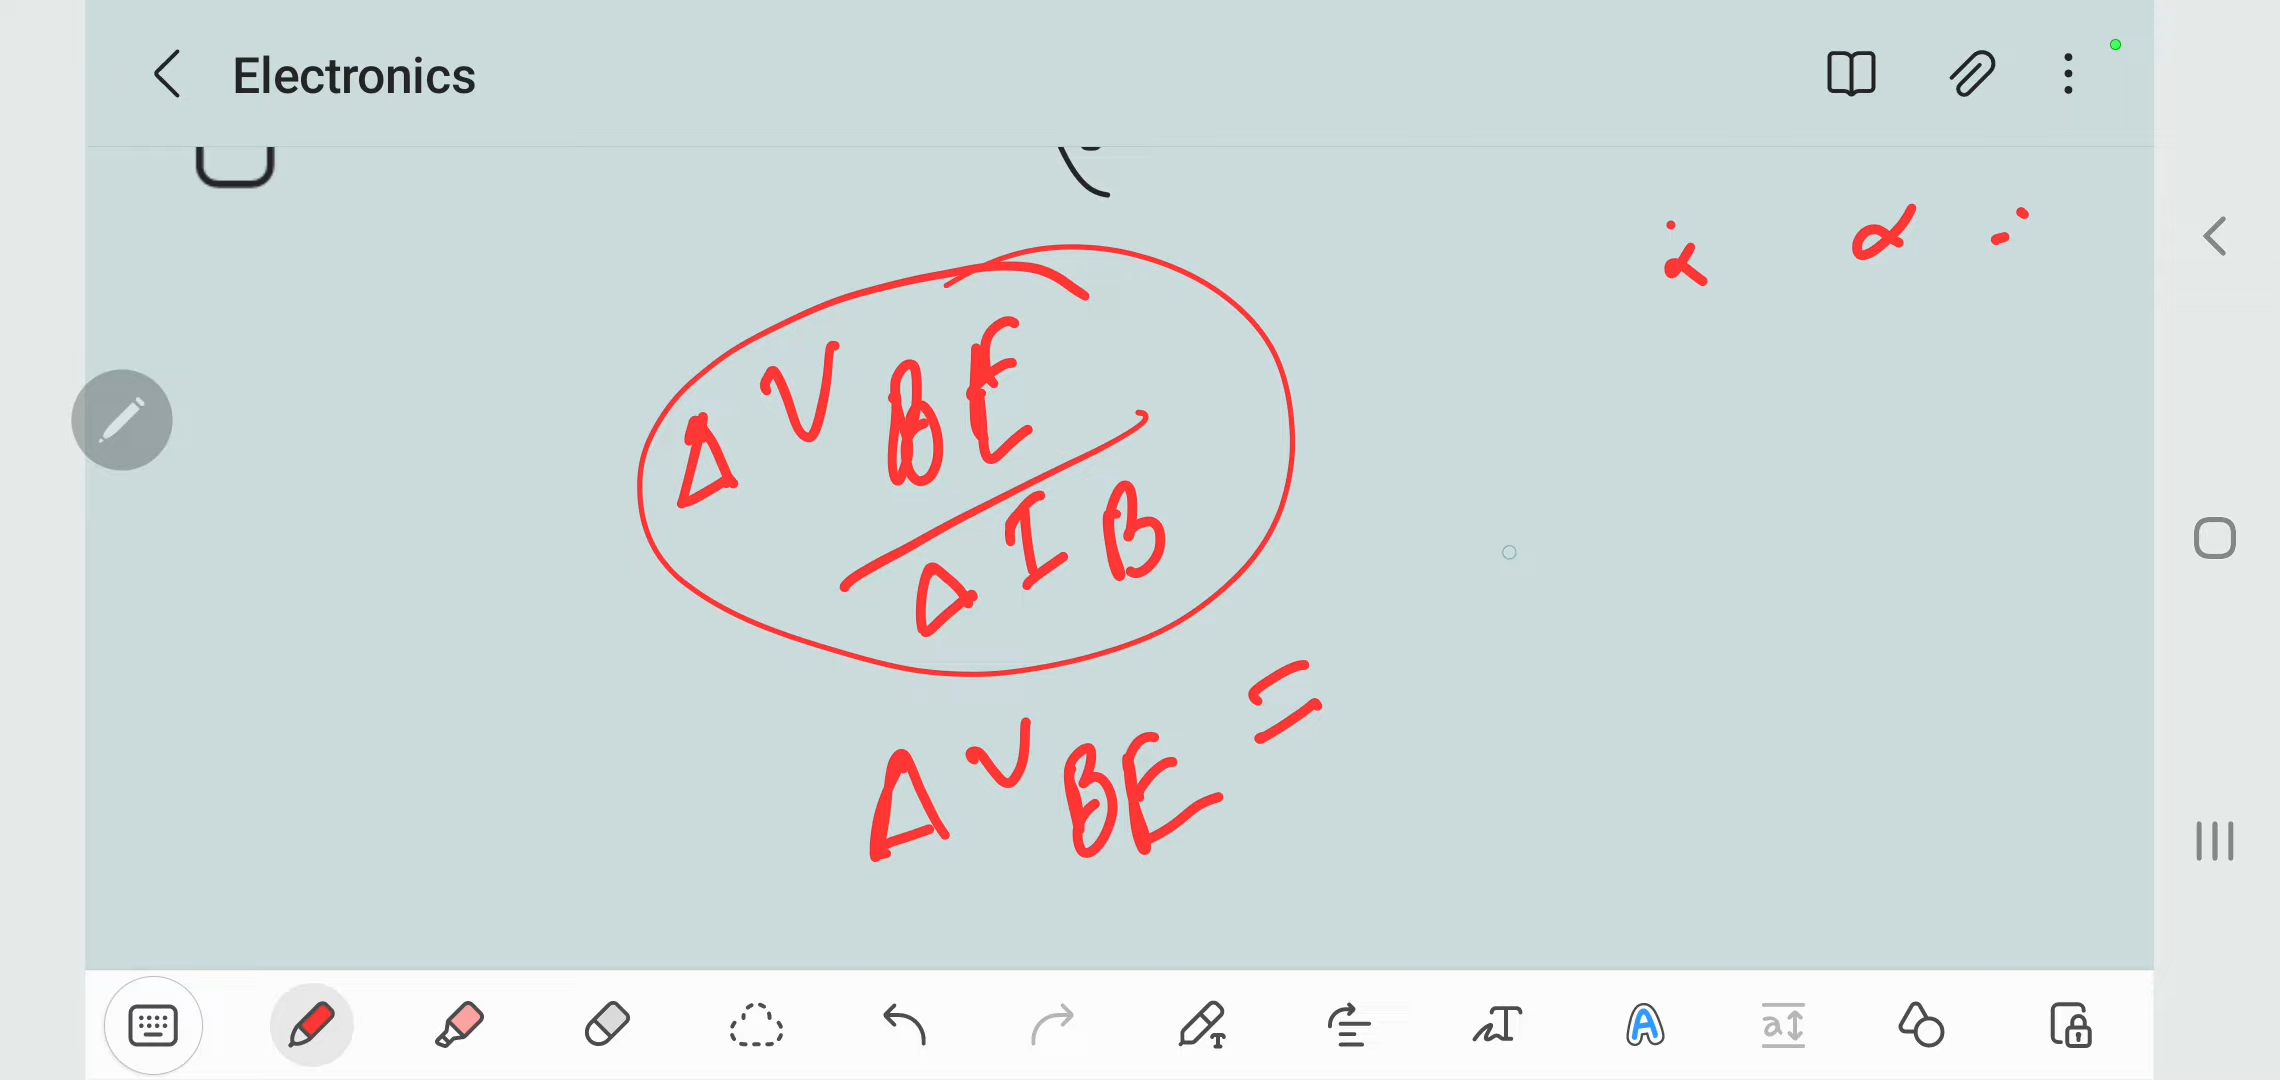 Electronics
ΔVBE
ΔIB
ΔVBE =